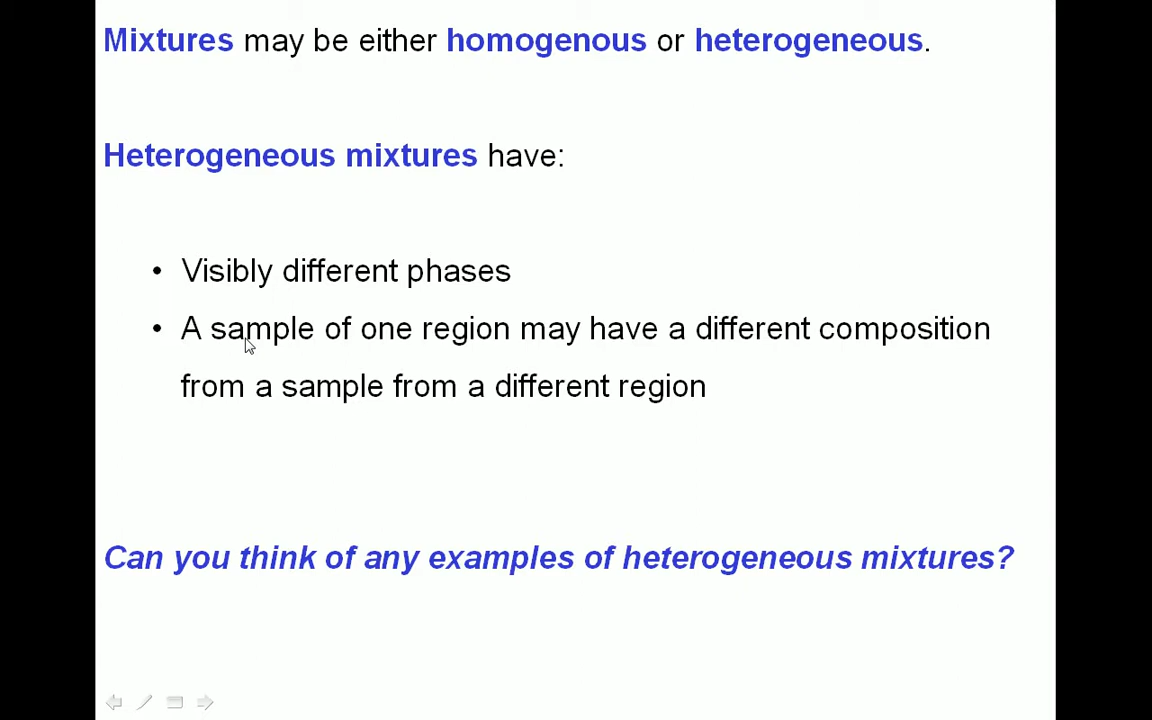 Mixtures may be either homogenous or heterogeneous.
Heterogeneous mixtures have:
• Visibly different phases
• A sample of one region may have a different composition
from a sample from a different region
Can you think of any examples of heterogeneous mixtures?